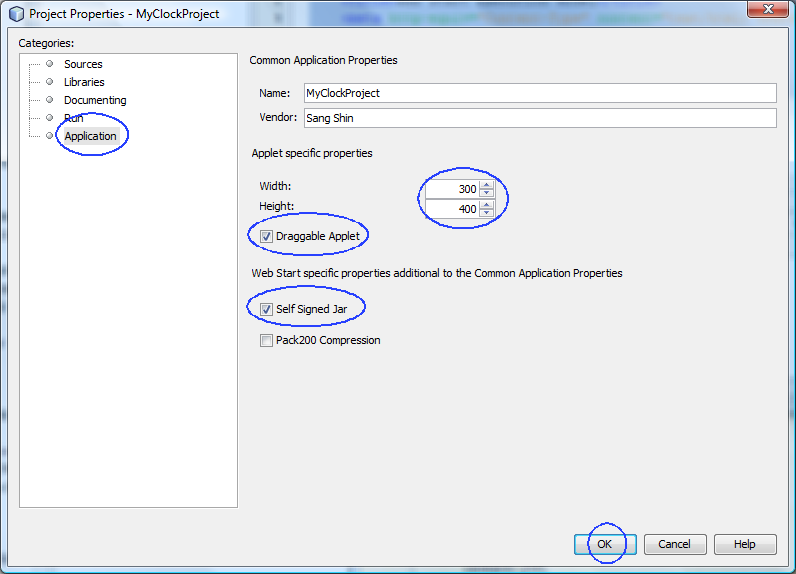 Project Properties - MyClockProject
Categories:
Sources
Libraries
Documenting
Run
Application
Common Application Properties
Name: MyClockProject
Vendor: Sang Shin
Applet specific properties
Width: 300
Height: 400
Draggable Applet
Web Start specific properties additional to the Common Application Properties
Self Signed Jar
Pack200 Compression
OK Cancel Help